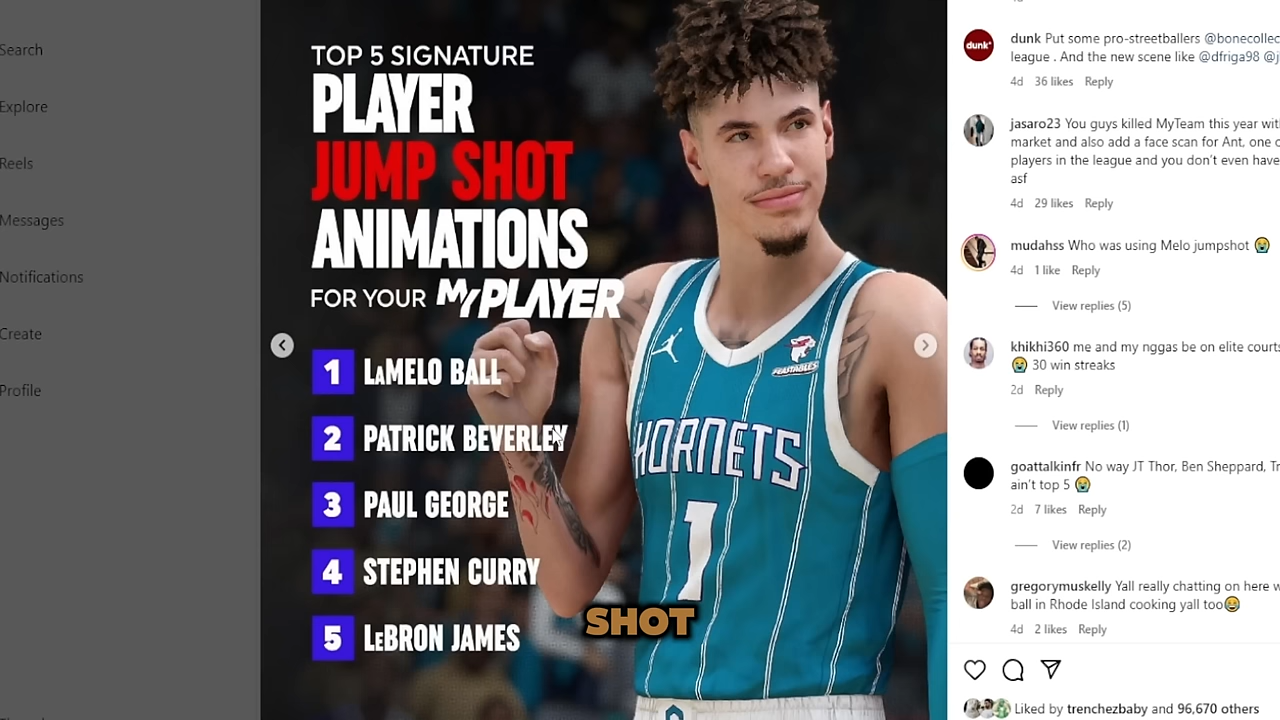 Search
Explore
Reels
Messages
Notifications
Create
Profile
TOP 5 SIGNATURE
PLAYER
JUMP SHOT
ANIMATIONS
FOR YOUR MYPLAYER
1 LAMELO BALL
2 PATRICK BEVERLEY
3 PAUL GEORGE
4 STEPHEN CURRY
5 LEBRON JAMES
HORNETS
1
FEASTABLES
SHOT
dunk*
dunk Put some pro-streetballers @bonecollec
league . And the new scene like @dfriga98 @j
4d 36 likes Reply
jasaro23 You guys killed MyTeam this year wit
market and also add a face scan for Ant, one o
players in the league and you don't even have
asf
4d 29 likes Reply
mudahss Who was using Melo jumpshot 😭
4d 1 like Reply
View replies (5)
khikhi360 me and my nggas be on elite courts
😭 30 win streaks
2d Reply
View replies (1)
goattalkinfr No way JT Thor, Ben Sheppard, Tr
ain't top 5 😭
2d 7 likes Reply
View replies (2)
gregorymuskelly Yall really chatting on here w
ball in Rhode Island cooking yall too😂
4d 2 likes Reply
Liked by trenchezbaby and 96,670 others